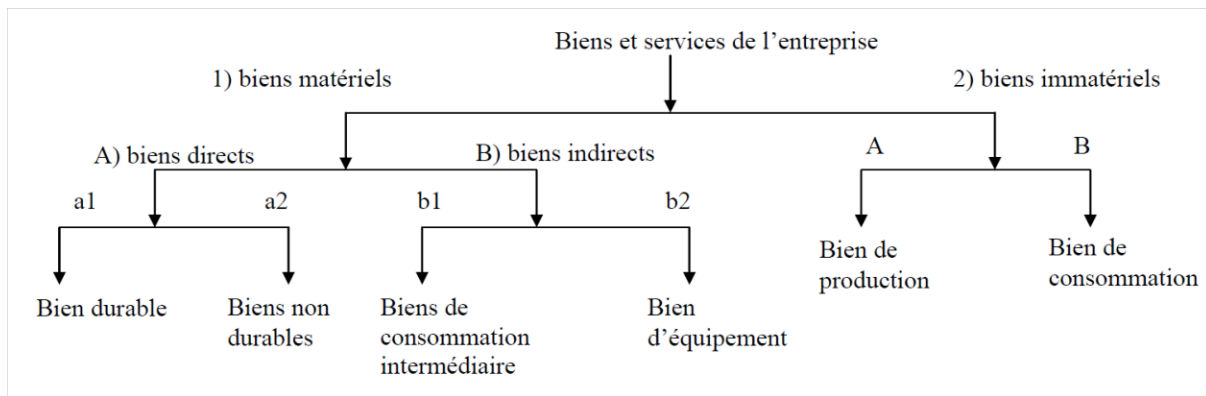 Biens et services de l’entreprise
1) biens matériels
2) biens immatériels
A) biens directs
B) biens indirects
A
B
a1
a2
b1
b2
Bien de
production
Bien de
consommation
Bien durable
Biens non
durables
Biens de
consommation
intermédiaire
Bien
d’équipement